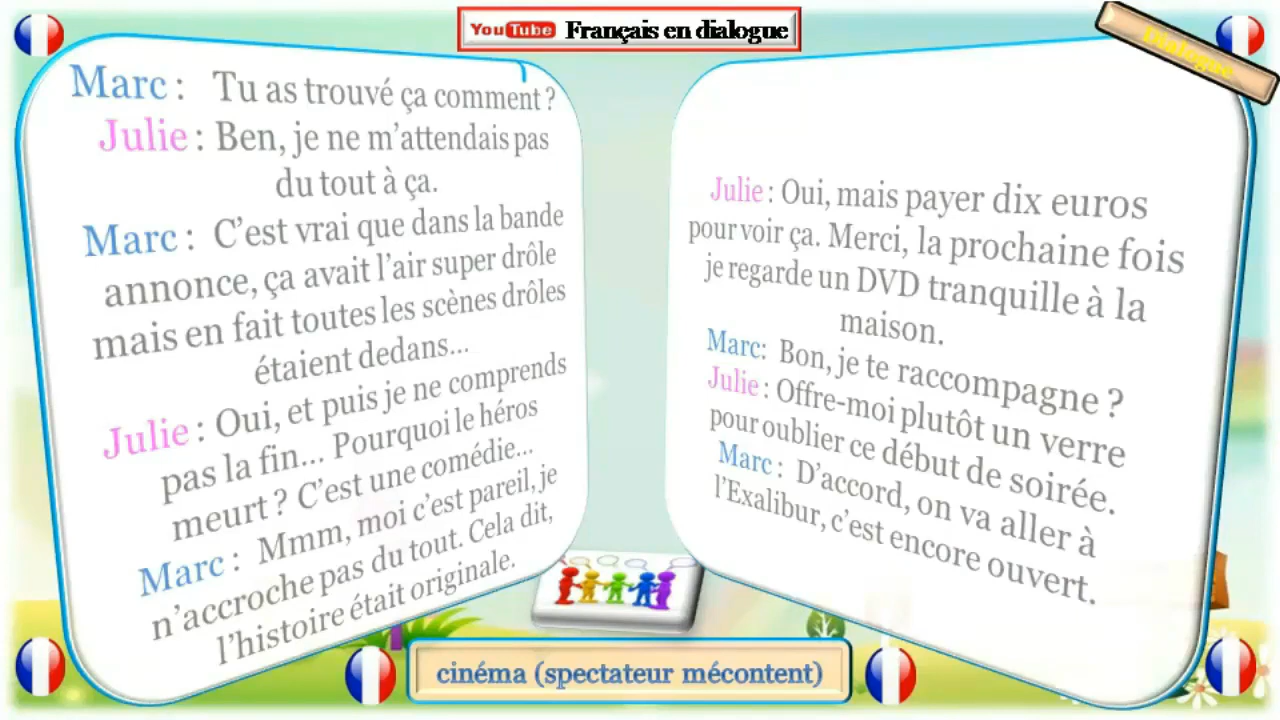 YouTube Français en dialogue
Dialogue
Marc : Tu as trouvé ça comment ?
Julie : Ben, je ne m’attendais pas
du tout à ça.
Marc : C’est vrai que dans la bande
annonce, ça avait l’air super drôle
mais en fait toutes les scènes drôles
étaient dedans...
Julie : Oui, et puis je ne comprends
pas la fin... Pourquoi le héros
meurt ? C’est une comédie...
Marc : Mmm, moi c’est pareil, je
n’accroche pas du tout. Cela dit,
l’histoire était originale.
Julie : Oui, mais payer dix euros
pour voir ça. Merci, la prochaine fois
je regarde un DVD tranquille à la
maison.
Marc: Bon, je te raccompagne ?
Julie : Offre-moi plutôt un verre
pour oublier ce début de soirée.
Marc : D’accord, on va aller à
l’Exalibur, c’est encore ouvert.
cinéma (spectateur mécontent)